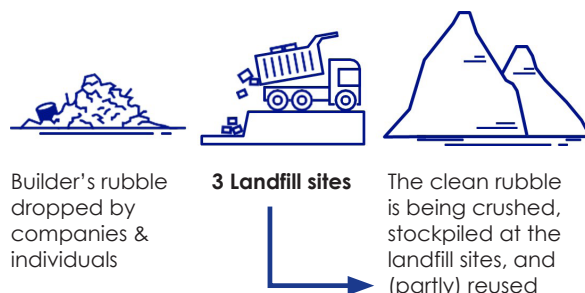 Builder's rubble
dropped by
companies &
individuals
3 Landfill sites
The clean rubble
is being crushed,
stockpiled at the
landfill sites, and
(partly) reused